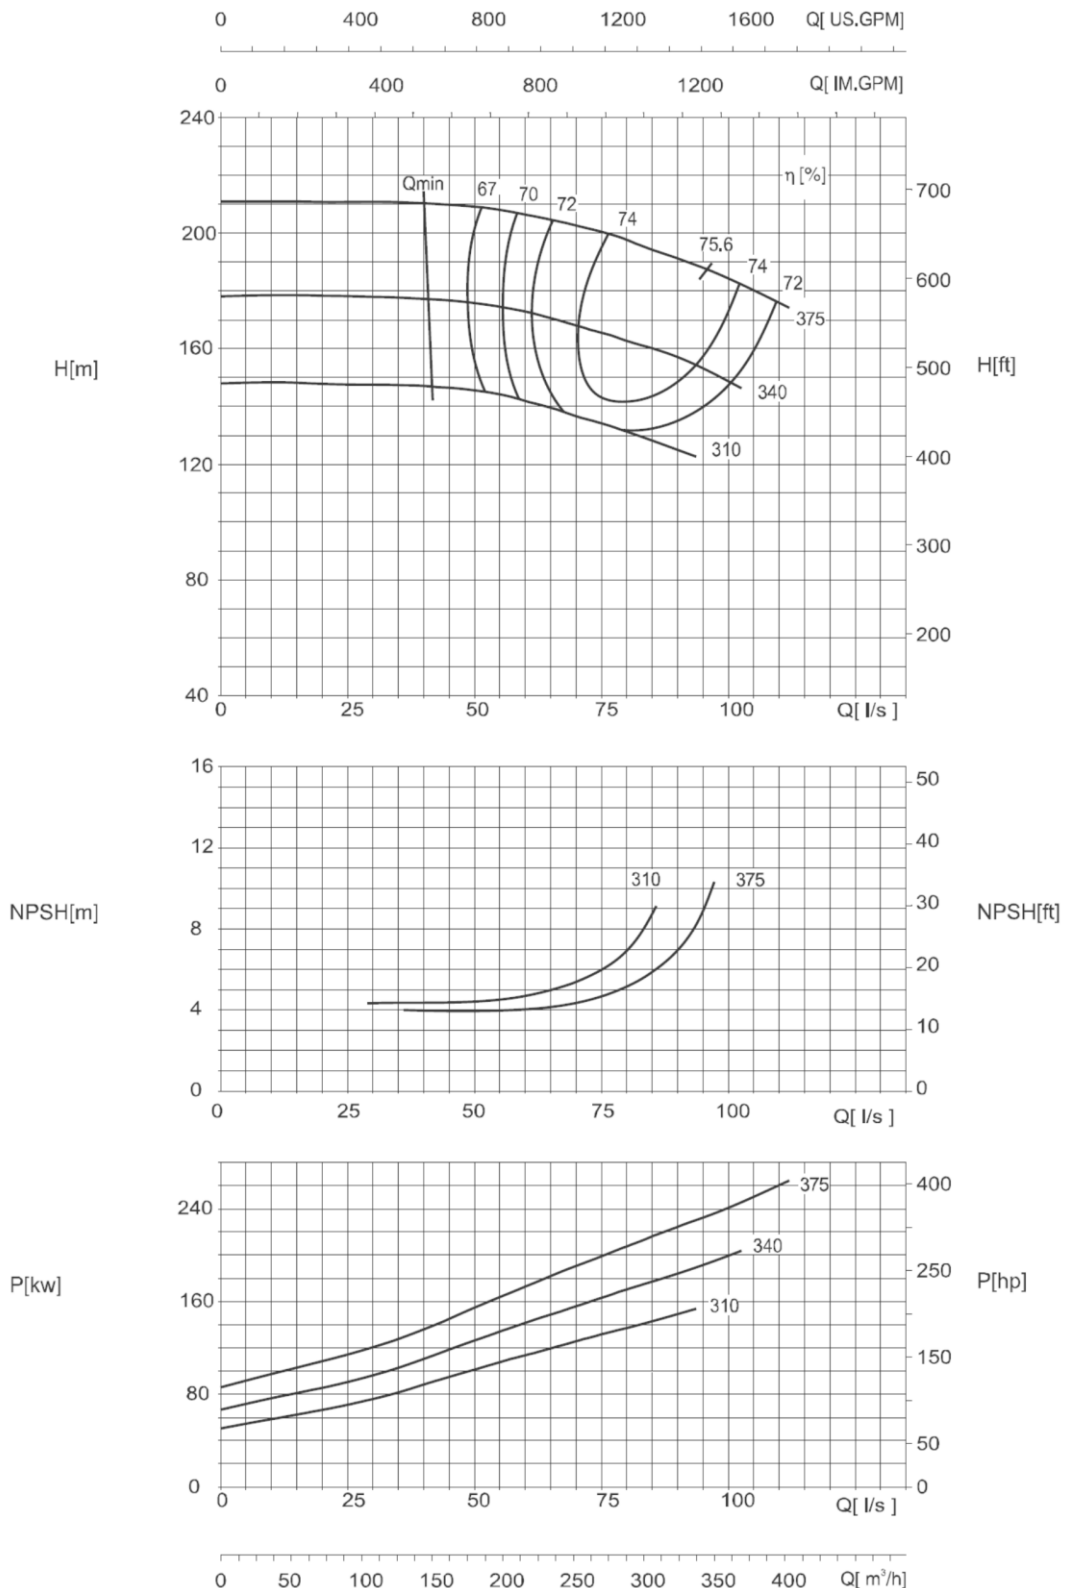 0 400 800 1200 1600 Q[ US.GPM]
0 400 800 1200 Q[ IM.GPM]
240
Qmin 67 70 72 74 η [%] 700
200 75.6 74 72 600
375
160
H[m] 500 H[ft]
340
310
120 400
300
80
200
40
0 25 50 75 100 Q[ l/s ]
16 50
12 40
310 375
NPSH[m] 8 30 NPSH[ft]
20
4 10
0 0
0 25 50 75 100 Q[ l/s ]
375 400
240
340 250
P[kw] P[hp]
160 310
150
80
50
0 0
0 25 50 75 100 Q[ l/s ]
0 50 100 150 200 250 300 350 400 Q[ m³/h]